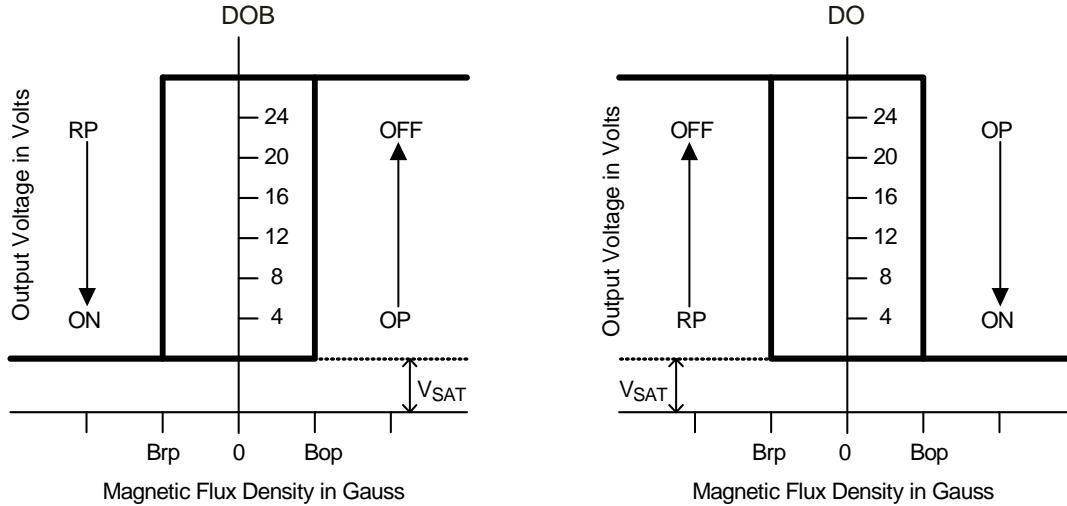 DOB
Output Voltage in Volts
24
20
16
12
8
4
RP
ON
OFF
OP
VSAT
Brp
0
Bop
Magnetic Flux Density in Gauss
DO
Output Voltage in Volts
24
20
16
12
8
4
OFF
RP
OP
ON
VSAT
Brp
0
Bop
Magnetic Flux Density in Gauss